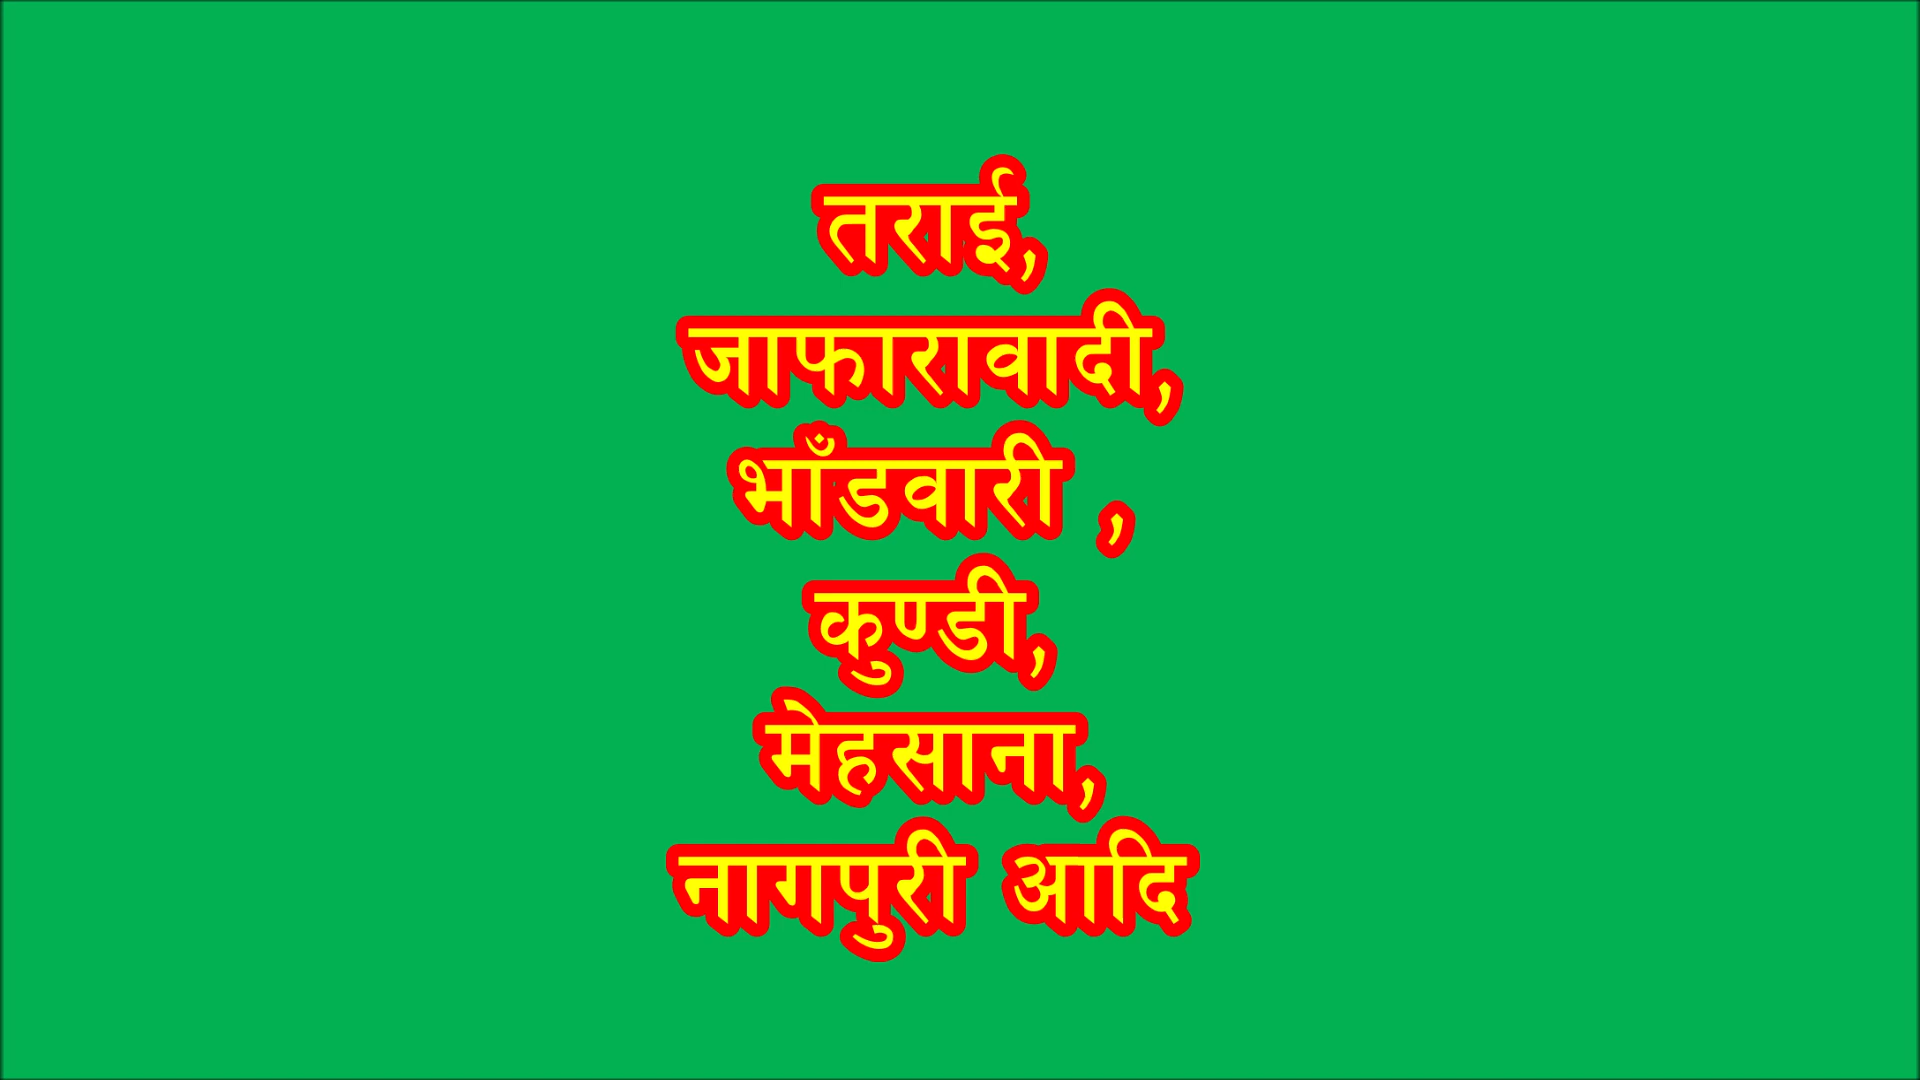 तराई,
जाफारावादी,
भाँडवारी ,
कुण्डी,
मेहसाना,
नागपुरी आदि